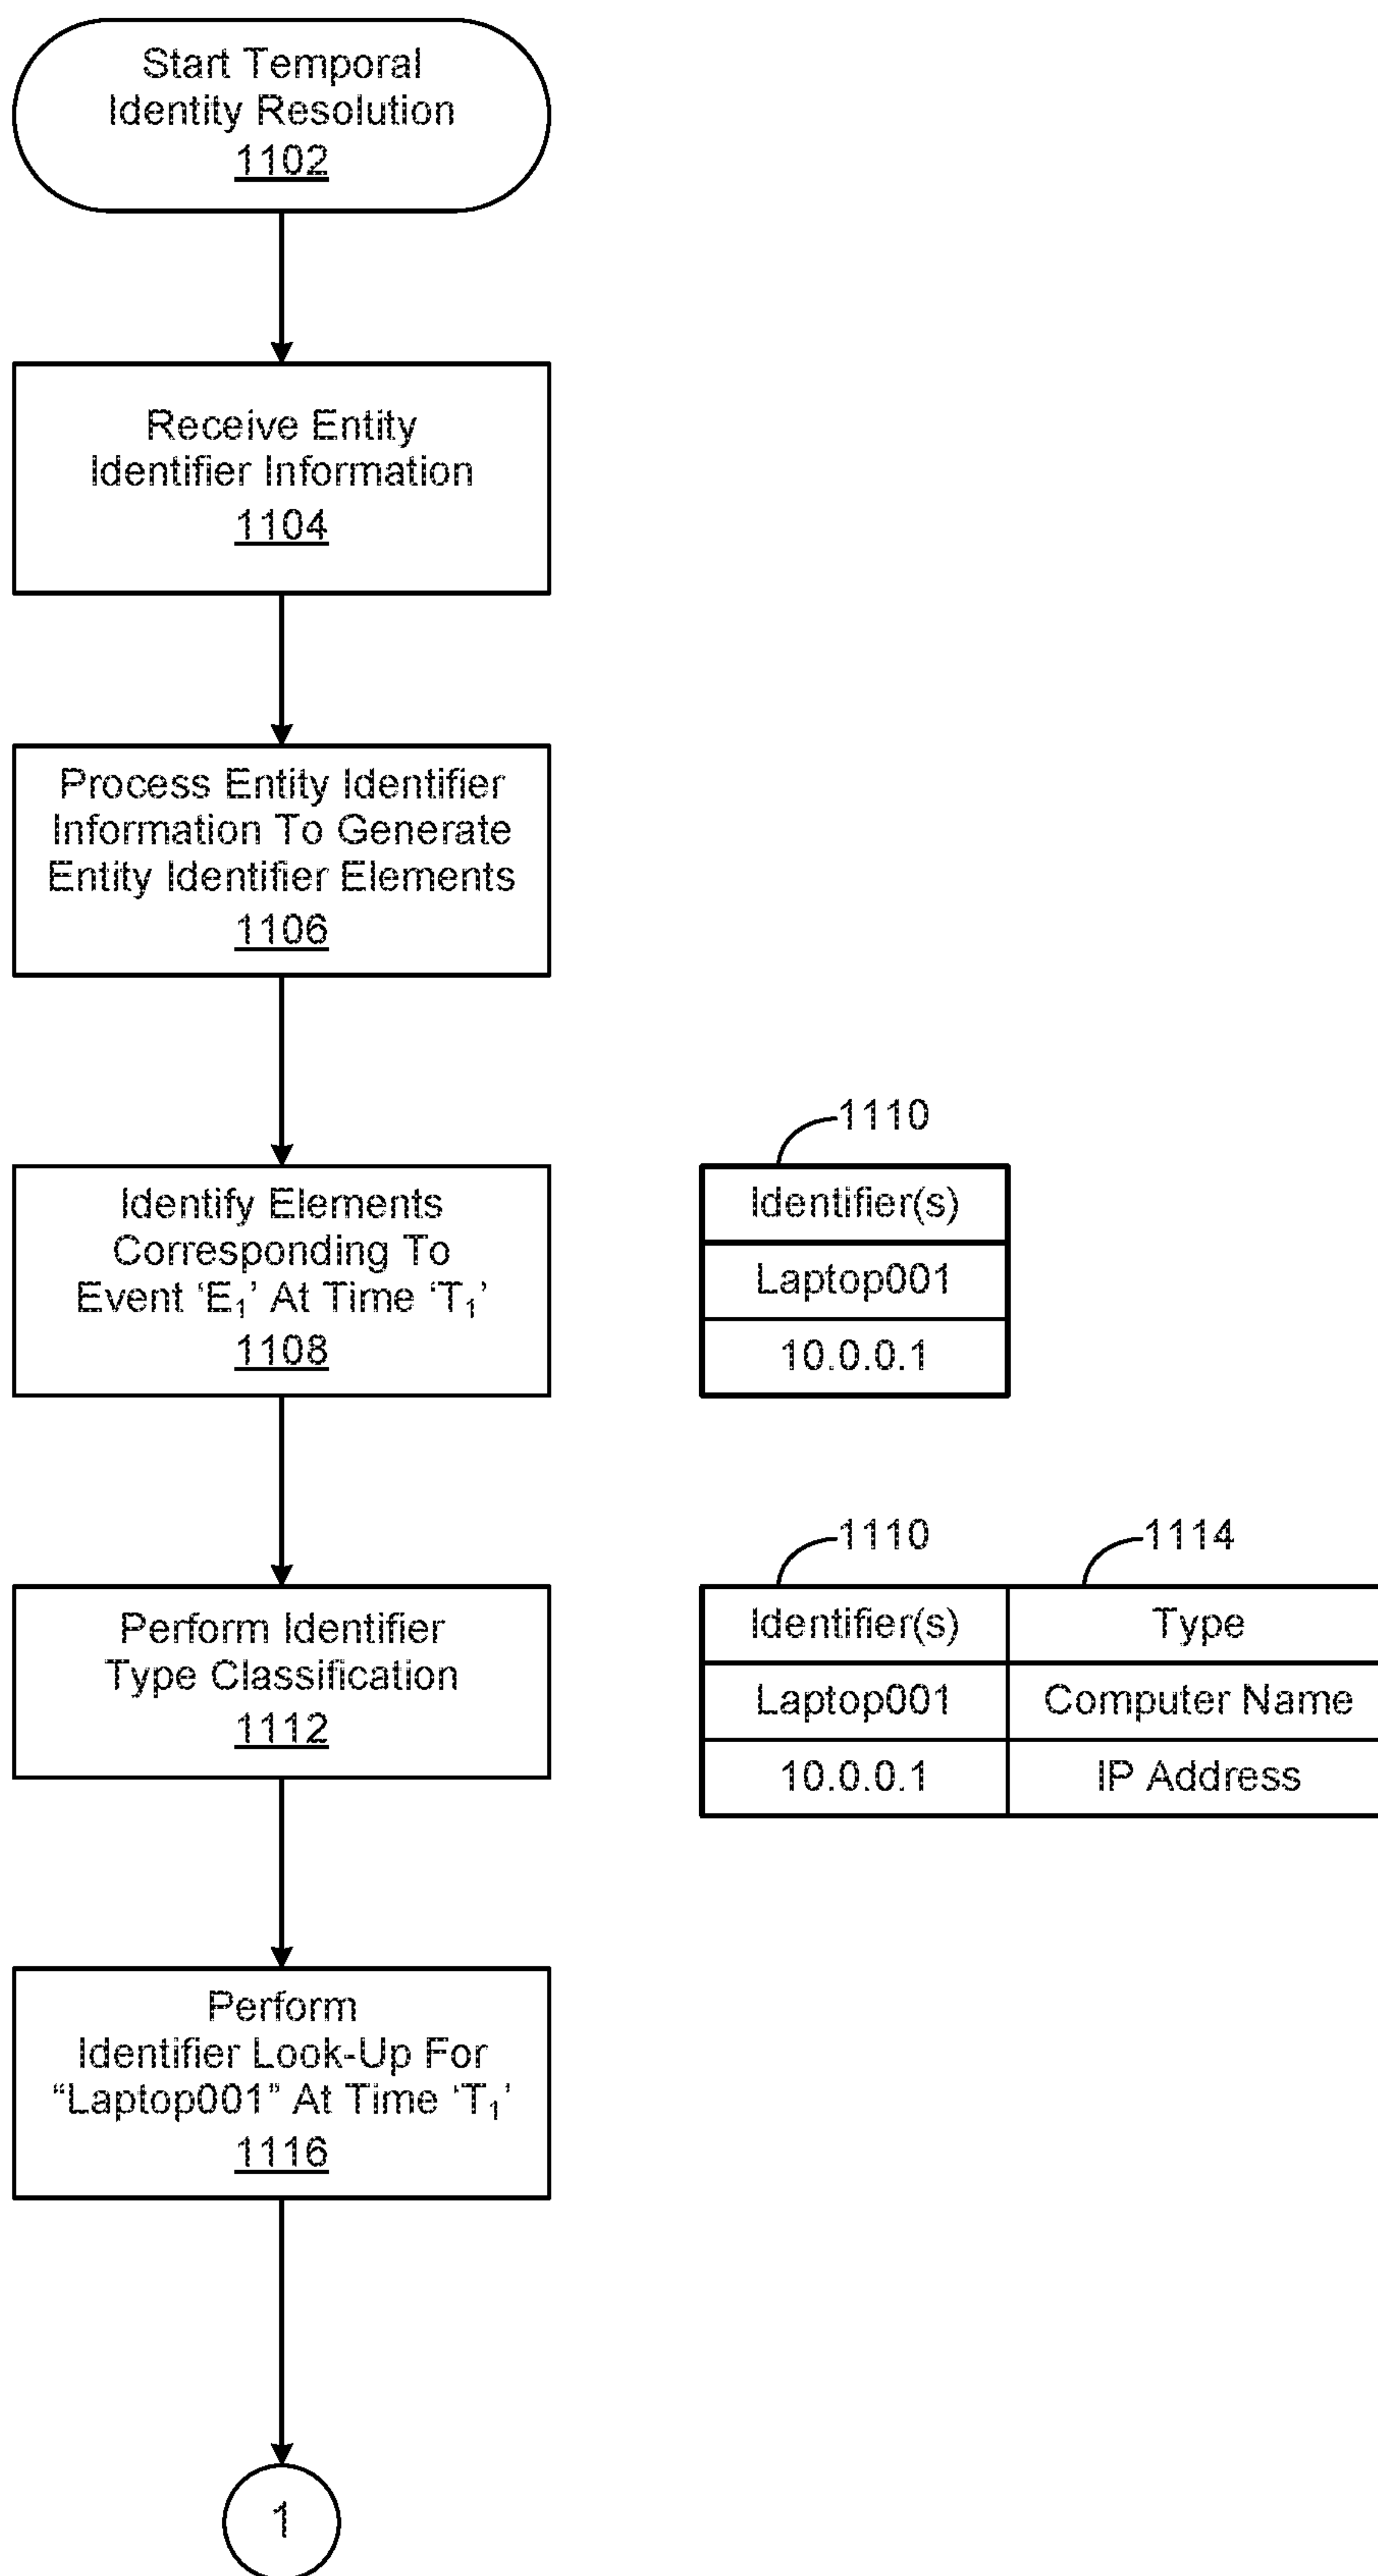 Start Temporal
Identity Resolution
1102
Receive Entity
Identifier Information
1104
Process Entity Identifier
Information To Generate
Entity Identifier Elements
1106
Identify Elements
Corresponding To
Event ‘E₁’ At Time ‘T₁’
1108
1110
Identifier(s)
Laptop001
10.0.0.1
Perform Identifier
Type Classification
1112
1110 1114
Identifier(s) Type
Laptop001 Computer Name
10.0.0.1 IP Address
Perform
Identifier Look-Up For
“Laptop001” At Time ‘T₁’
1116
1